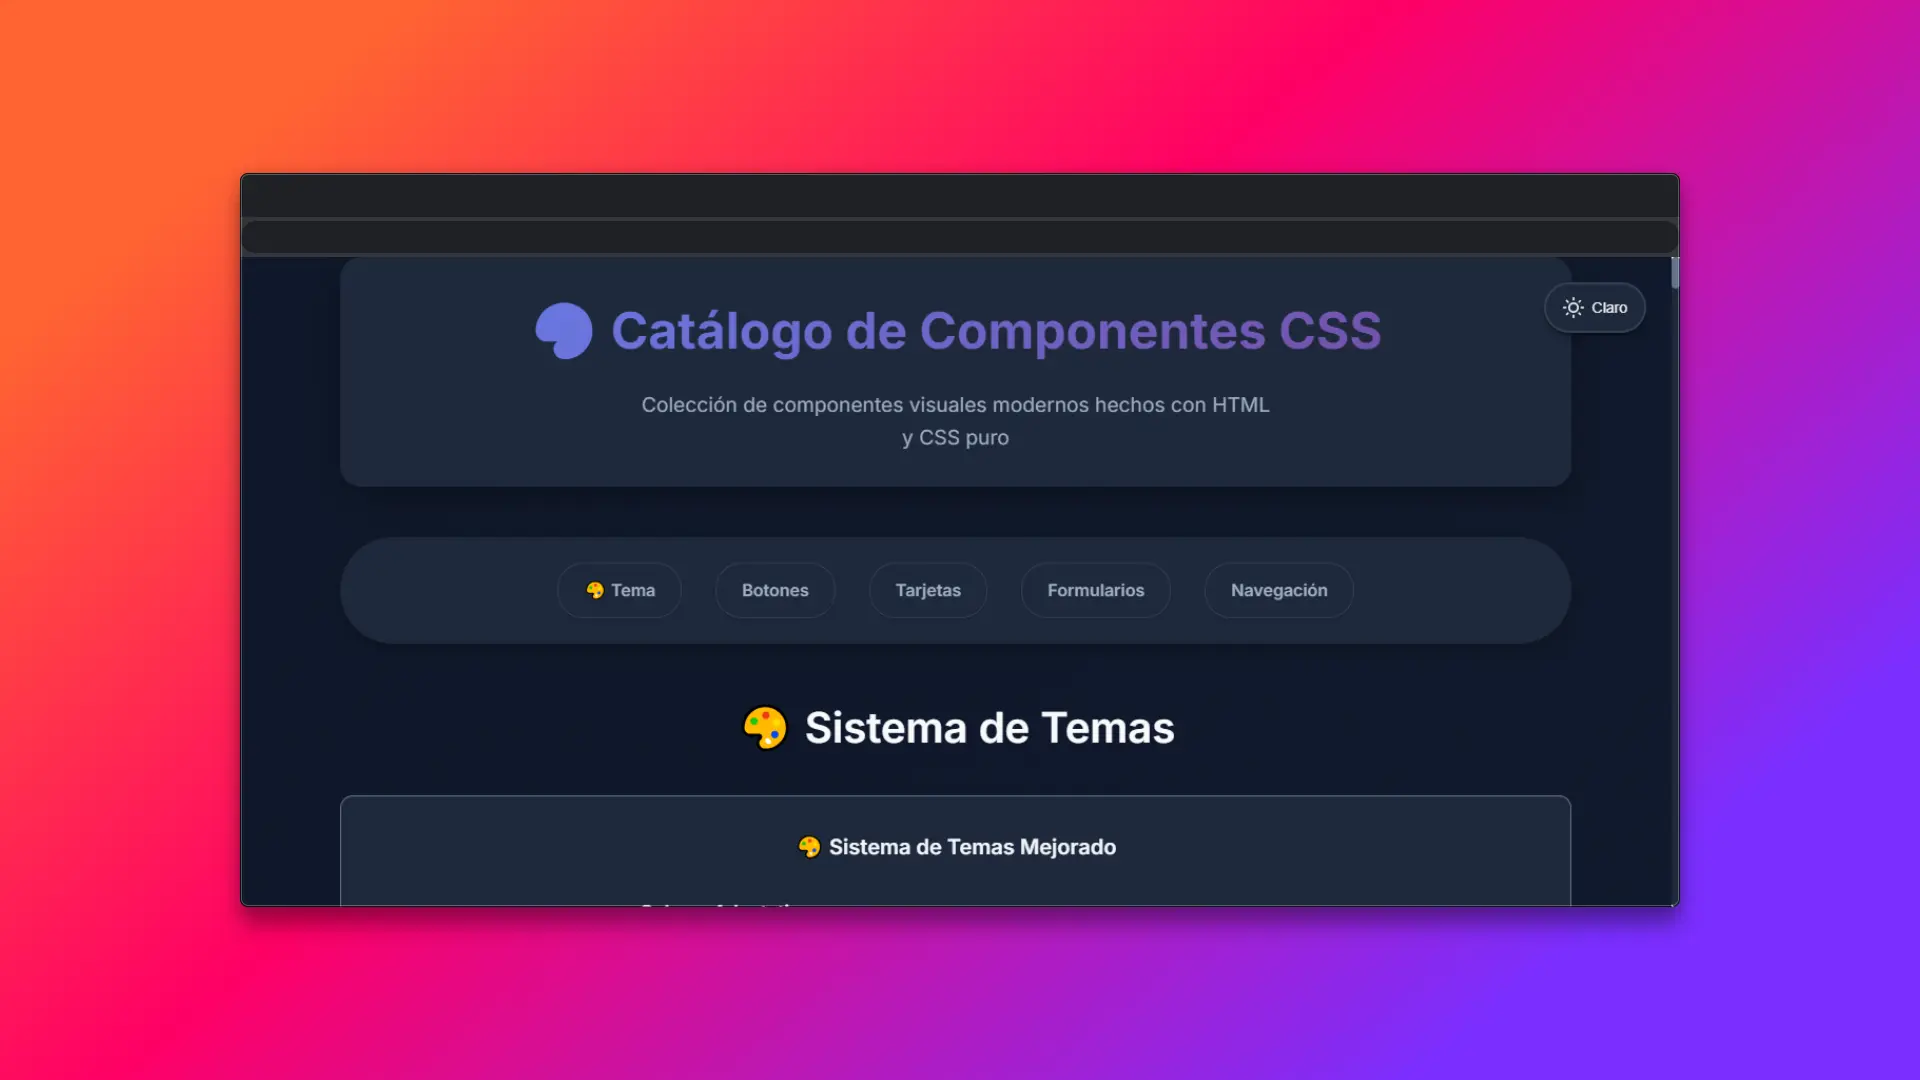 Catálogo de Componentes CSS
Claro
Colección de componentes visuales modernos hechos con HTML
y CSS puro
Tema
Botones
Tarjetas
Formularios
Navegación
Sistema de Temas
Sistema de Temas Mejorado